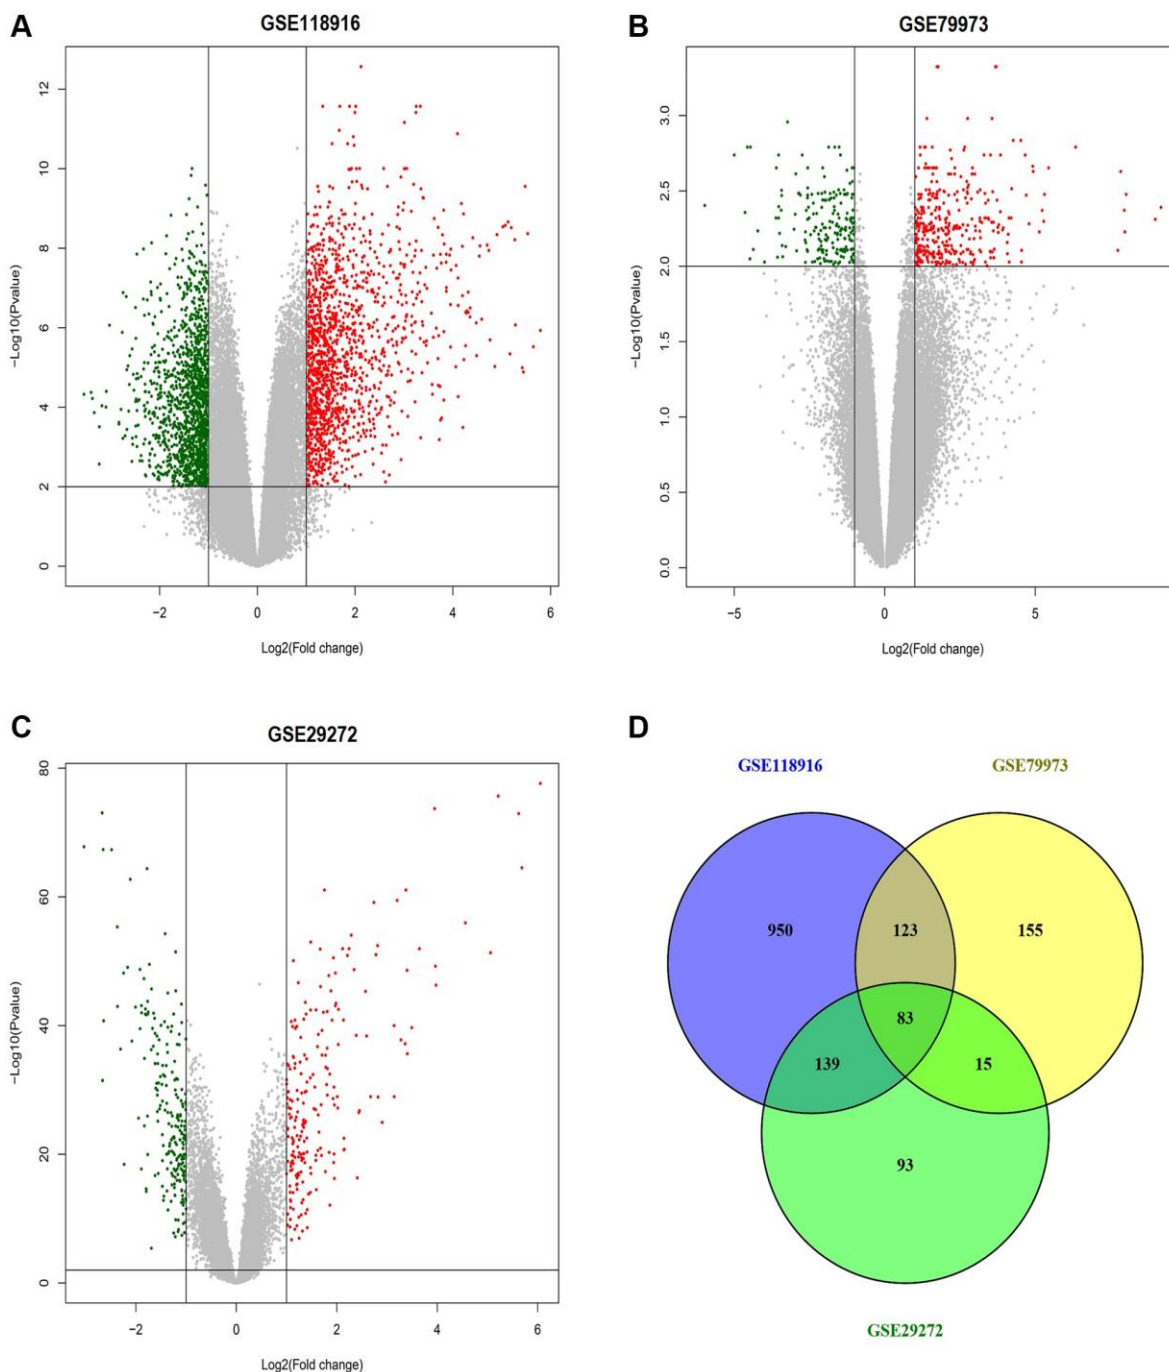 A
GSE118916
−Log10(Pvalue)
12
10
8
6
4
2
0
−2
0
2
4
6
Log2(Fold change)
B
GSE79973
−Log10(Pvalue)
3.0
2.5
2.0
1.5
1.0
0.5
0.0
−5
0
5
Log2(Fold change)
C
GSE29272
−Log10(Pvalue)
80
60
40
20
0
−2
0
2
4
6
Log2(Fold change)
D
GSE118916
GSE79973
950
123
155
83
139
15
93
GSE29272